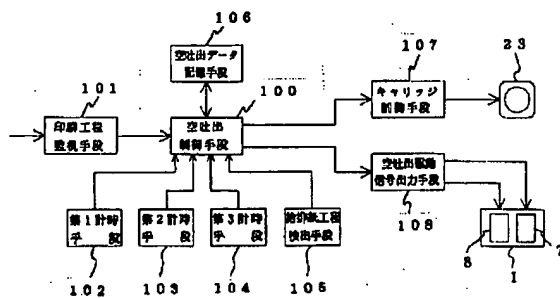 106
空吐出データ
記憶手段
100
107
23
101
印刷工程
監視手段
空吐出
制御手段
キャリッジ
制御手段
空吐出駆動
信号出力手段
108
第1計時
手段
第2計時
手段
第3計時
手段
給排紙工程
検出手段
102
103
104
105
8
7
1